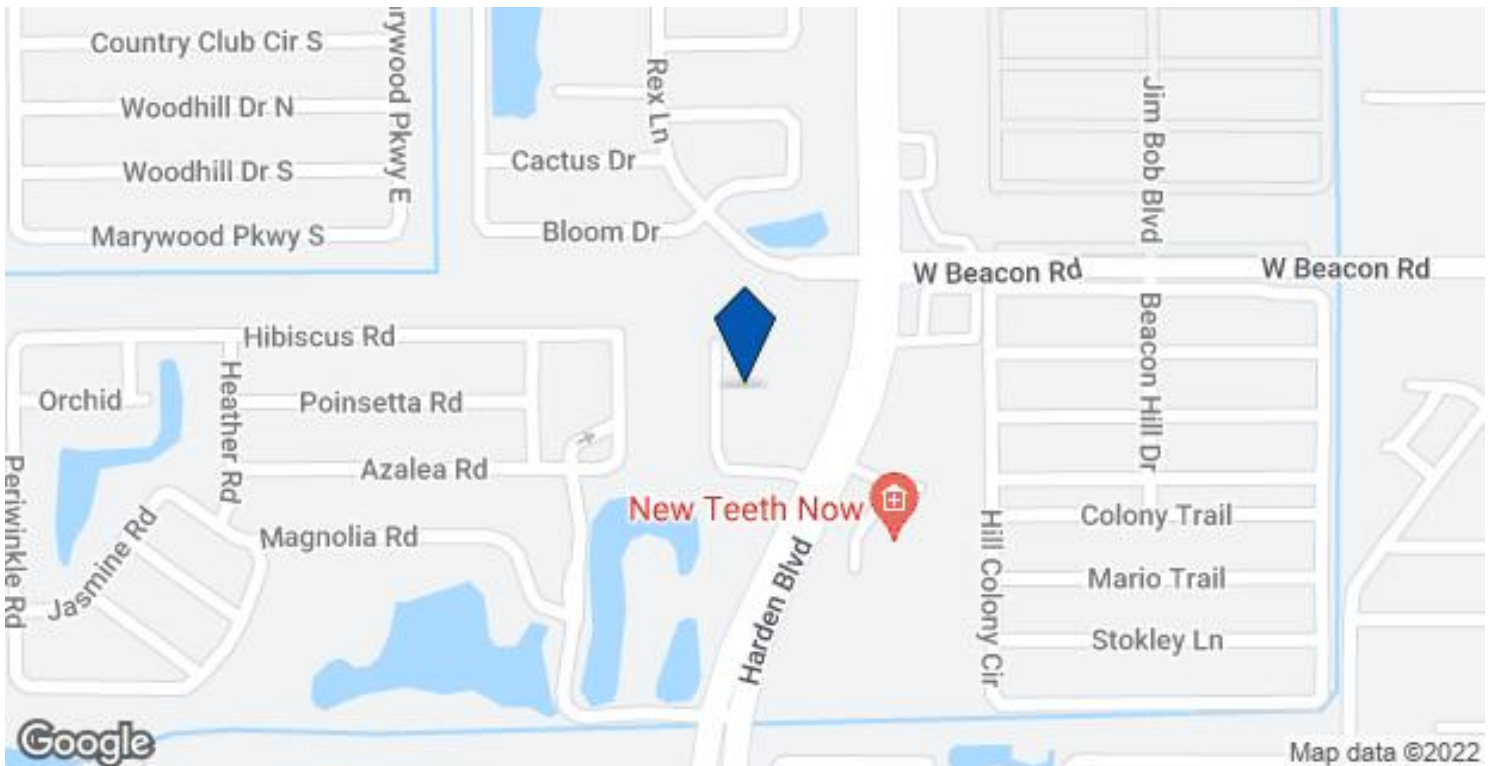 Country Club Cir S
Woodhill Dr N
Woodhill Dr S
Marywood Pkwy S
rywood Pkwy E
Rex Ln
Cactus Dr
Bloom Dr
Jim Bob Blvd
W Beacon Rd
W Beacon Rd
Hibiscus Rd
Orchid
Heather Rd
Poinsetta Rd
Azalea Rd
Periwinkle Rd
Jasmine Rd
Magnolia Rd
New Teeth Now
Harden Blvd
Beacon Hill Dr
Hill Colony Cir
Colony Trail
Mario Trail
Stokley Ln
Google
Map data ©2022